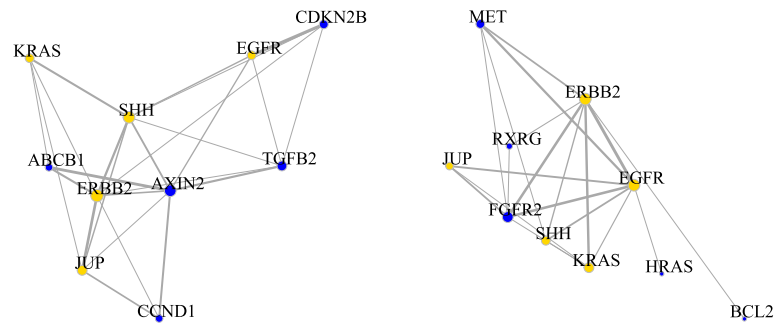 CDKN2B
KRAS
EGFR
SHH
ABCB1
TGFB2
ERBB2
AXIN2
JUP
CCND1
MET
ERBB2
RXRG
JUP
EGFR
FGFR2
SHH
KRAS
HRAS
BCL2